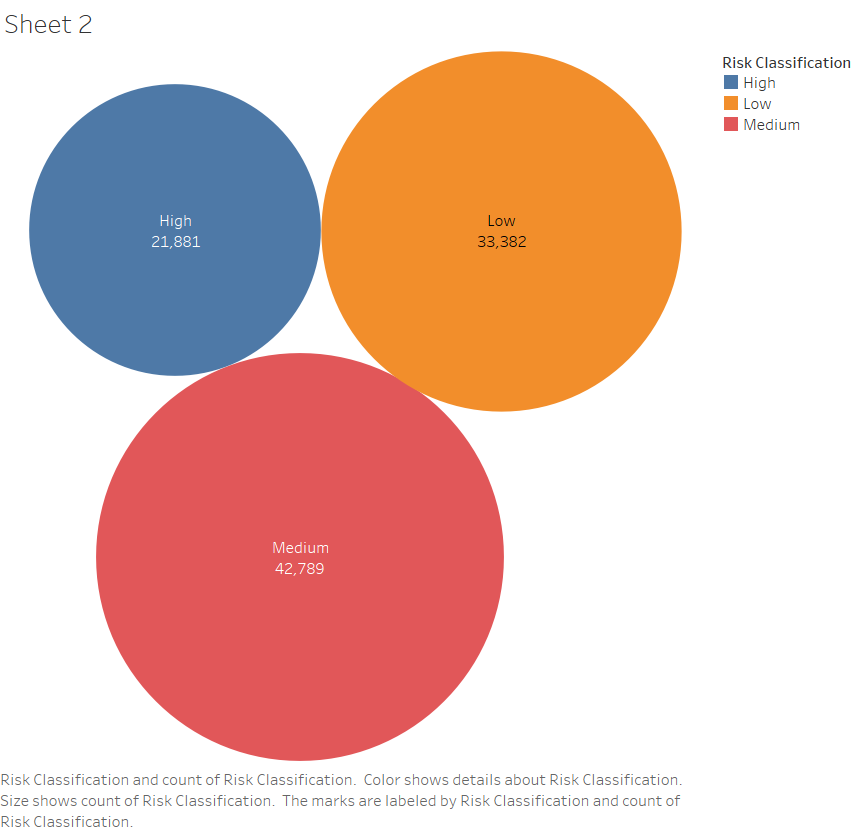 Sheet 2
Risk Classification
High
Low
Medium
High
21,881
Low
33,382
Medium
42,789
Risk Classification and count of Risk Classification.  Color shows details about Risk Classification.
Size shows count of Risk Classification.  The marks are labeled by Risk Classification and count of
Risk Classification.